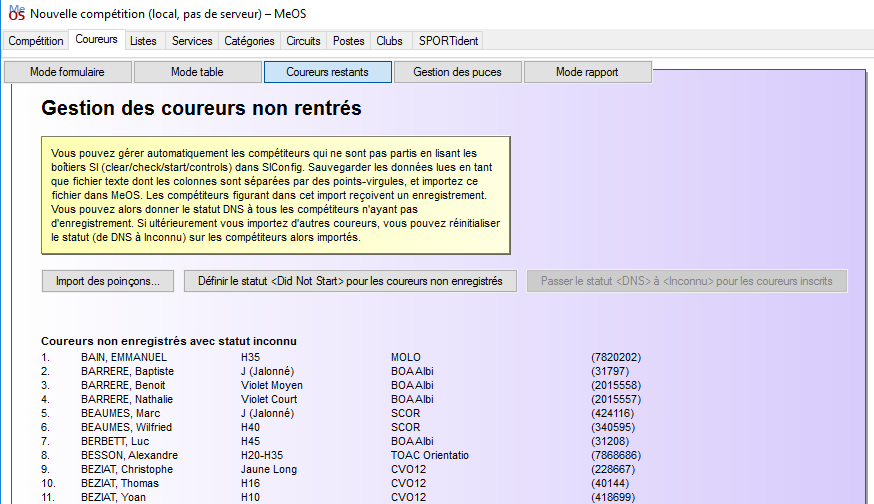 MeOS Nouvelle compétition (local, pas de serveur) – MeOS
Compétition Coureurs Listes Services Catégories Circuits Postes Clubs SPORTident
Mode formulaire Mode table Coureurs restants Gestion des puces Mode rapport
Gestion des coureurs non rentrés
Vous pouvez gérer automatiquement les compétiteurs qui ne sont pas partis en lisant les
boîtiers SI (clear/check/start/controls) dans SIConfig. Sauvegarder les données lues en tant
que fichier texte dont les colonnes sont séparées par des points-virgules, et importez ce
fichier dans MeOS. Les compétiteurs figurant dans cet import reçoivent un enregistrement.
Vous pouvez alors donner le statut DNS à tous les compétiteurs n'ayant pas
d'enregistrement. Si ultérieurement vous importez d'autres coureurs, vous pouvez réinitialiser
le statut (de DNS à Inconnu) sur les compétiteurs alors importés.
Import des poinçons... Définir le statut <Did Not Start> pour les coureurs non enregistrés Passer le statut <DNS> à <Inconnu> pour les coureurs inscrits
Coureurs non enregistrés avec statut inconnu
1. BAIN, EMMANUEL H35 MOLO (7820202)
2. BARRERE, Baptiste J (Jalonné) BOAAlbi (31797)
3. BARRERE, Benoit Violet Moyen BOAAlbi (2015558)
4. BARRERE, Nathalie Violet Court BOAAlbi (2015557)
5. BEAUMES, Marc J (Jalonné) SCOR (424116)
6. BEAUMES, Wilfried H40 SCOR (340595)
7. BERBETT, Luc H45 BOAAlbi (31208)
8. BESSON, Alexandre H20-H35 TOAC Orientatio (7868686)
9. BEZIAT, Christophe Jaune Long CVO12 (228667)
10. BEZIAT, Thomas H16 CVO12 (40144)
11. BEZIAT, Yoan H10 CVO12 (418699)